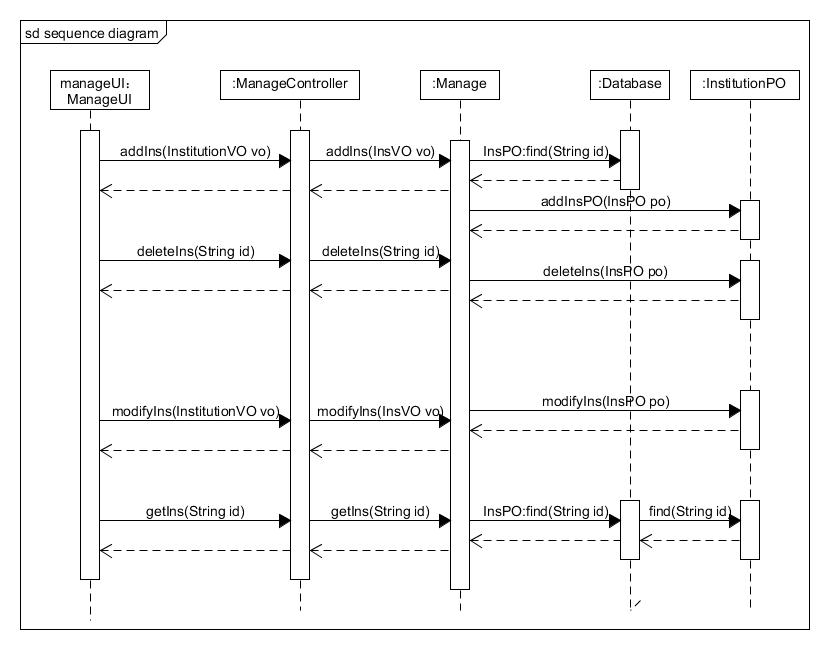 sd sequence diagram
manageUI：
ManageUI
:ManageController
:Manage
:Database
:InstitutionPO
addIns(InstitutionVO vo)
addIns(InsVO vo)
InsPO:find(String id)
addInsPO(InsPO po)
deleteIns(String id)
deleteIns(String id)
deleteIns(InsPO po)
modifyIns(InstitutionVO vo)
modifyIns(InsVO vo)
modifyIns(InsPO po)
getIns(String id)
getIns(String id)
InsPO:find(String id)
find(String id)